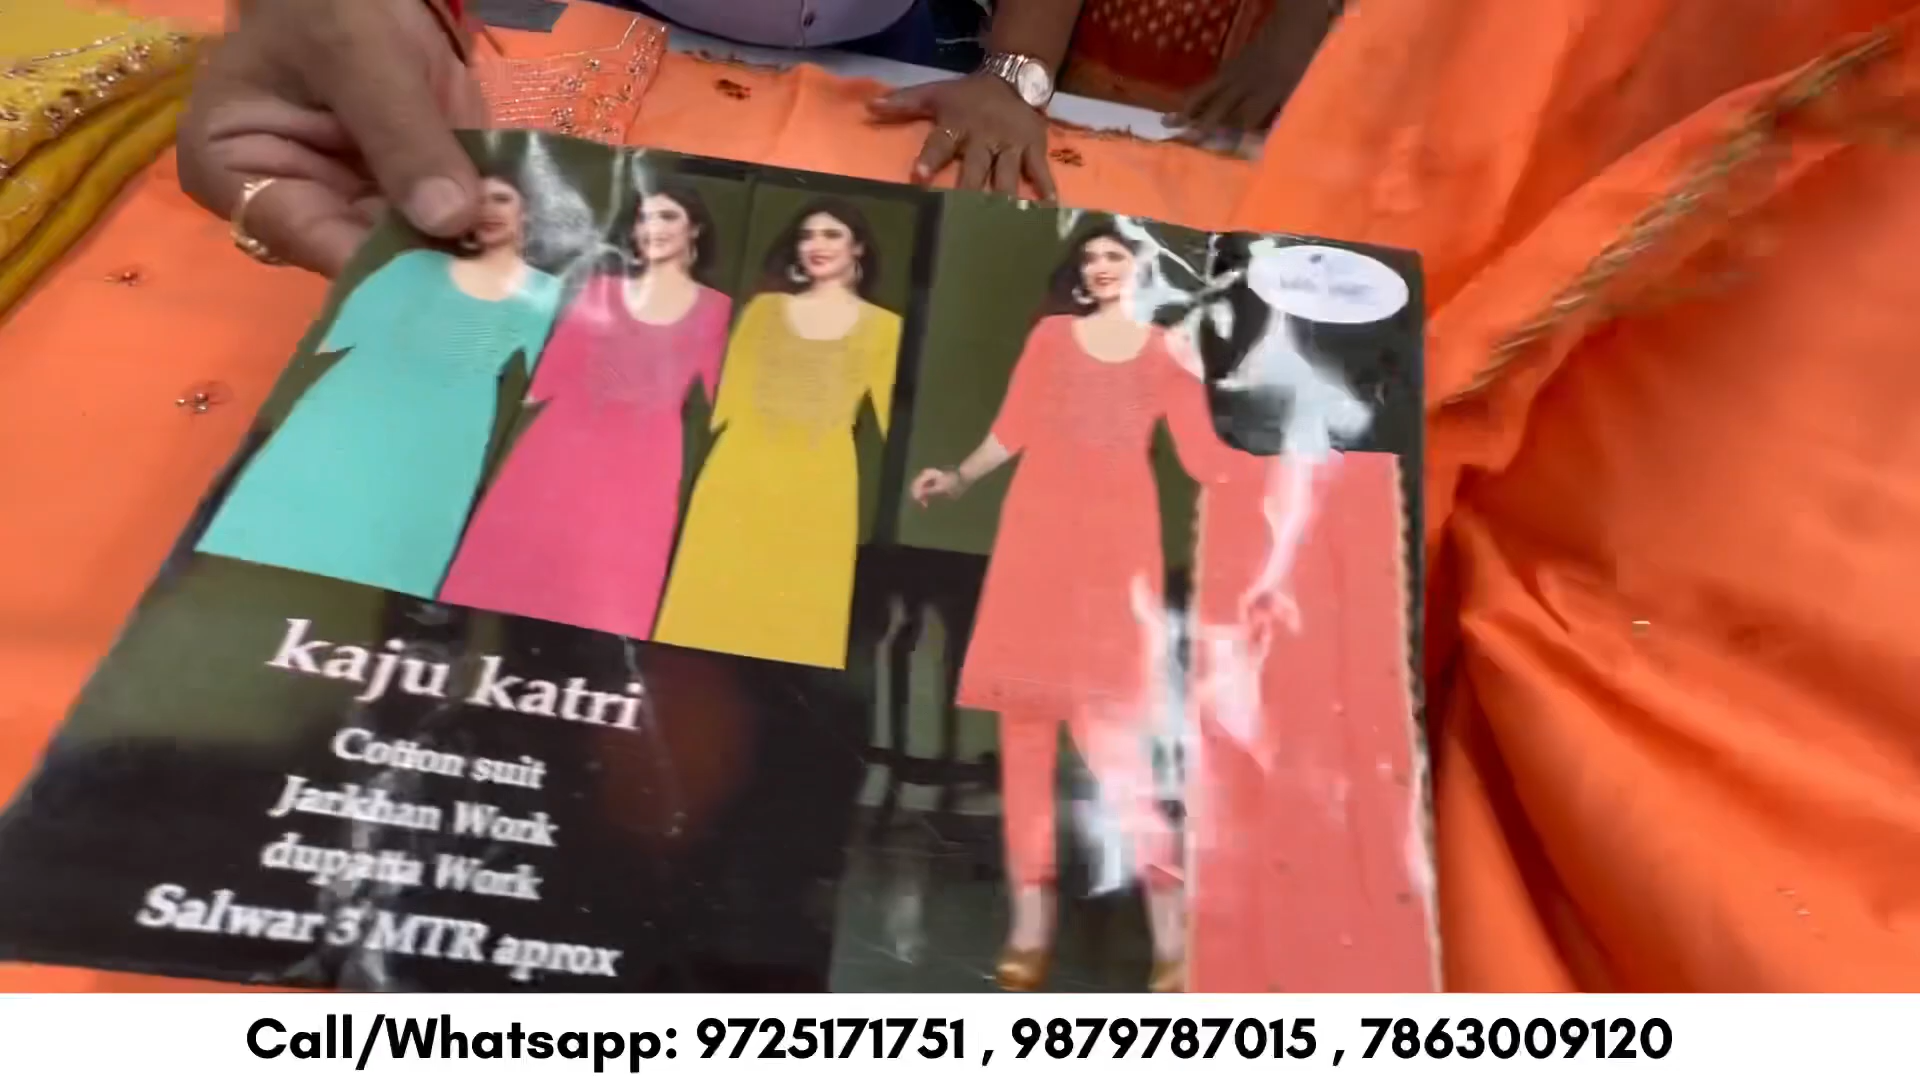 kaju katri
Cotton suit
Jarkhan Work
dupatta Work
Salwar 3 MTR aprox
Call/Whatsapp: 9725171751 , 9879787015 , 7863009120